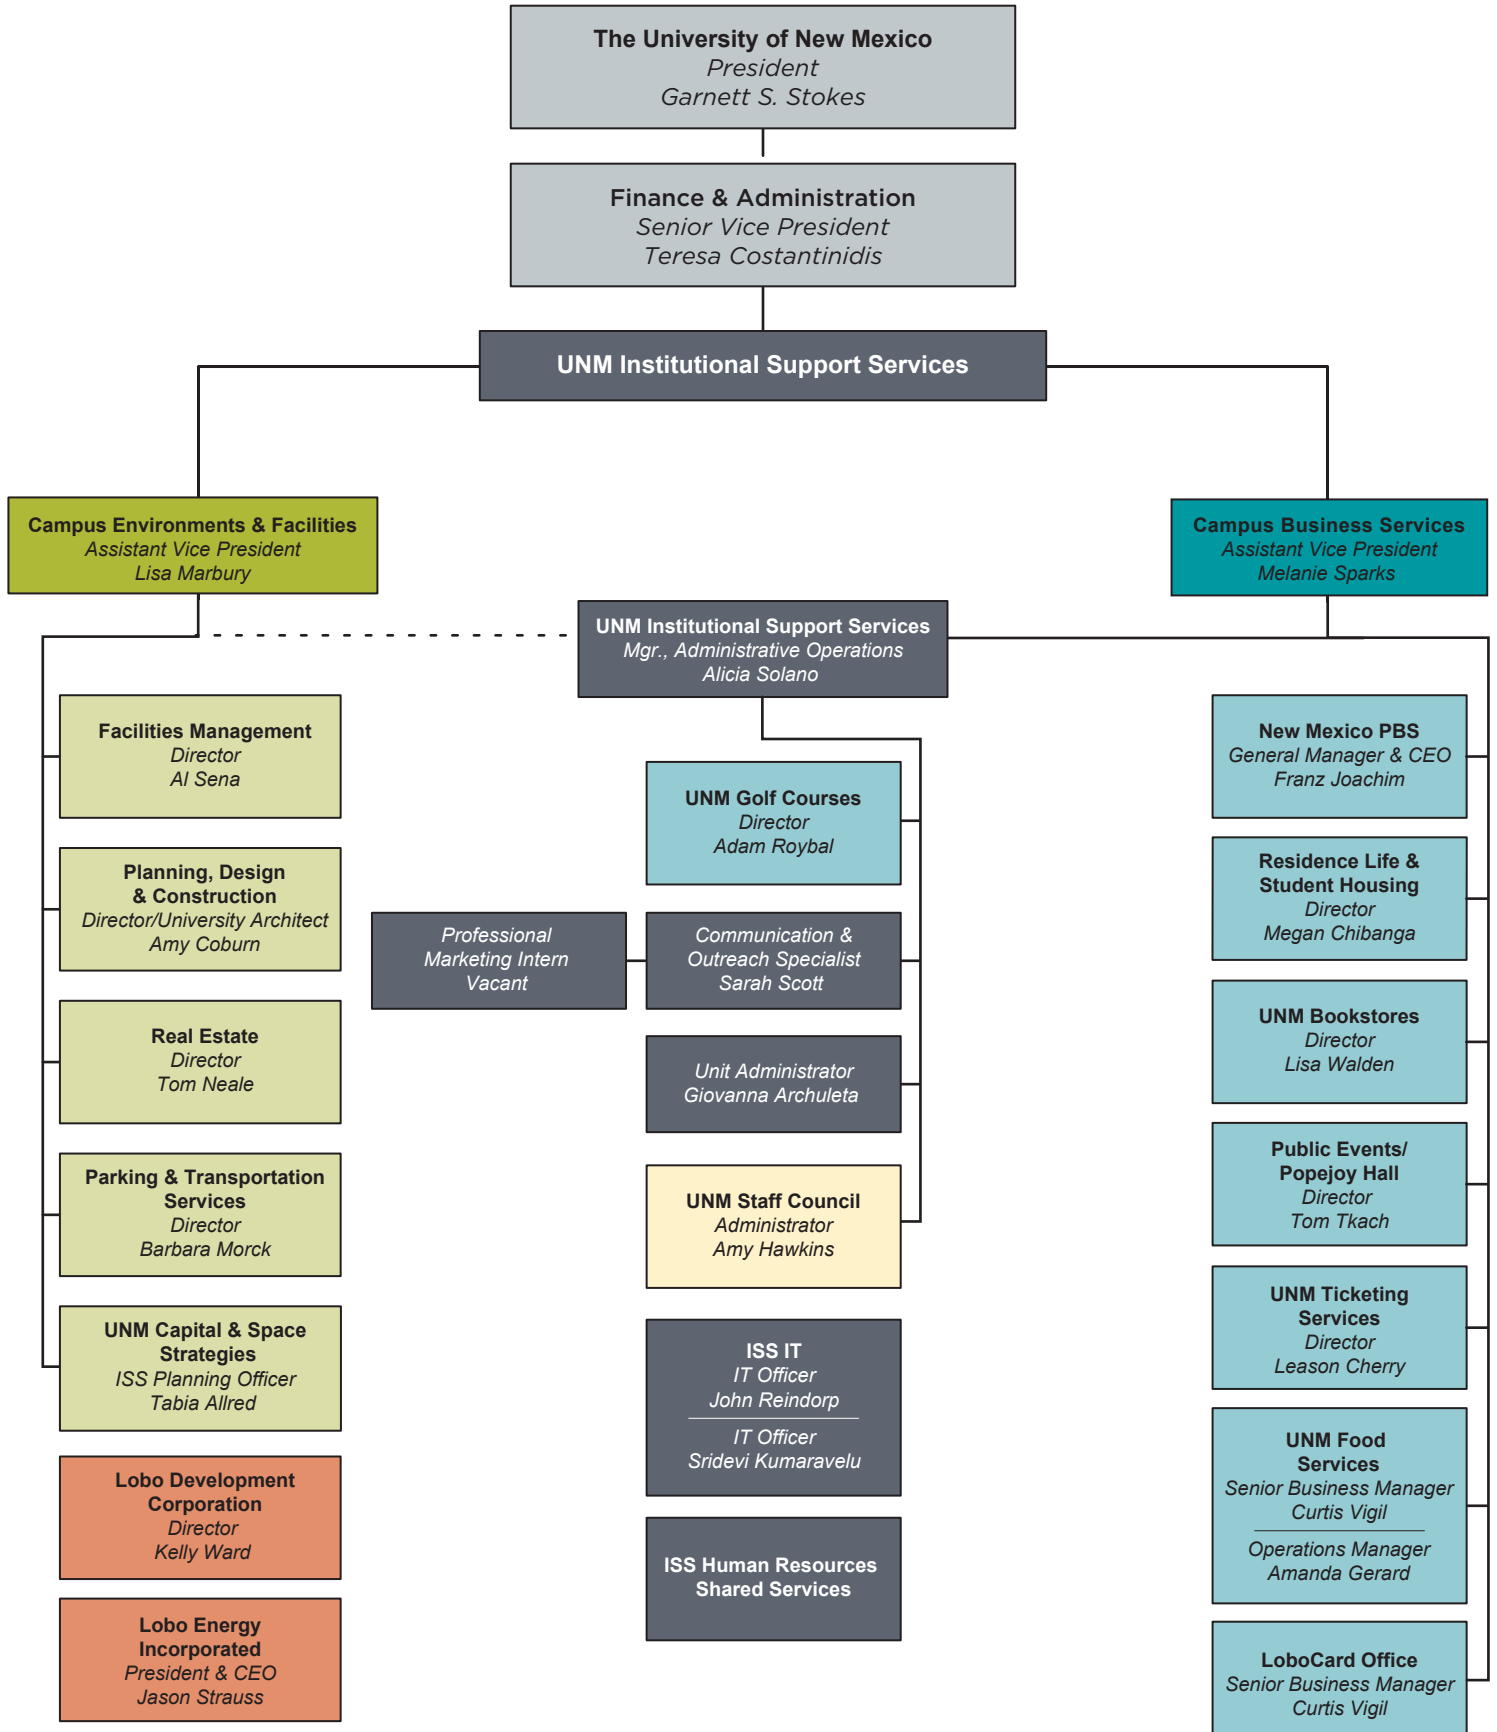 The University of New Mexico
President
Garnett S. Stokes
Finance & Administration
Senior Vice President
Teresa Costantinidis
UNM Institutional Support Services
Campus Environments & Facilities
Assistant Vice President
Lisa Marbury
Campus Business Services
Assistant Vice President
Melanie Sparks
UNM Institutional Support Services
Mgr., Administrative Operations
Alicia Solano
Facilities Management
Director
Al Sena
Planning, Design
& Construction
Director/University Architect
Amy Coburn
Real Estate
Director
Tom Neale
Parking & Transportation
Services
Director
Barbara Morck
UNM Capital & Space
Strategies
ISS Planning Officer
Tabia Allred
Lobo Development
Corporation
Director
Kelly Ward
Lobo Energy
Incorporated
President & CEO
Jason Strauss
UNM Golf Courses
Director
Adam Roybal
Professional
Marketing Intern
Vacant
Communication &
Outreach Specialist
Sarah Scott
Unit Administrator
Giovanna Archuleta
UNM Staff Council
Administrator
Amy Hawkins
ISS IT
IT Officer
John Reindorp
IT Officer
Sridevi Kumaravelu
ISS Human Resources
Shared Services
New Mexico PBS
General Manager & CEO
Franz Joachim
Residence Life &
Student Housing
Director
Megan Chibanga
UNM Bookstores
Director
Lisa Walden
Public Events/
Popejoy Hall
Director
Tom Tkach
UNM Ticketing
Services
Director
Leason Cherry
UNM Food
Services
Senior Business Manager
Curtis Vigil
Operations Manager
Amanda Gerard
LoboCard Office
Senior Business Manager
Curtis Vigil